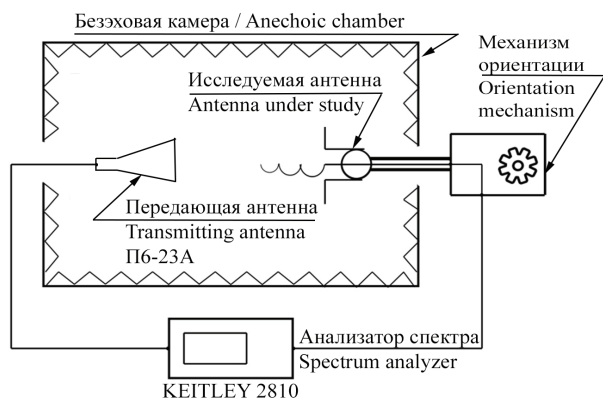 Безэховая камера / Anechoic chamber
Механизм
ориентации
Orientation
mechanism
Исследуемая антенна
Antenna under study
Передающая антенна
Transmitting antenna
П6-23А
Анализатор спектра
Spectrum analyzer
KEITLEY 2810